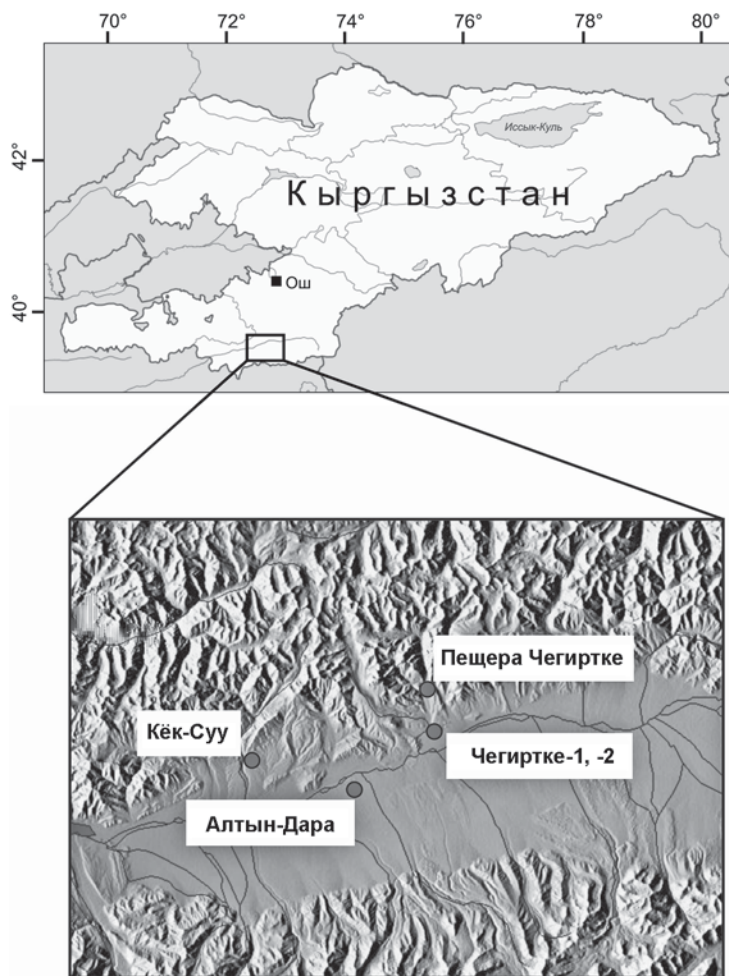 70° 72° 74° 76° 78° 80°
42°
40°
Иссык-Куль
Кыргызстан
Ош
Пещера Чегиртке
Кёк-Суу
Чегиртке-1, -2
Алтын-Дара